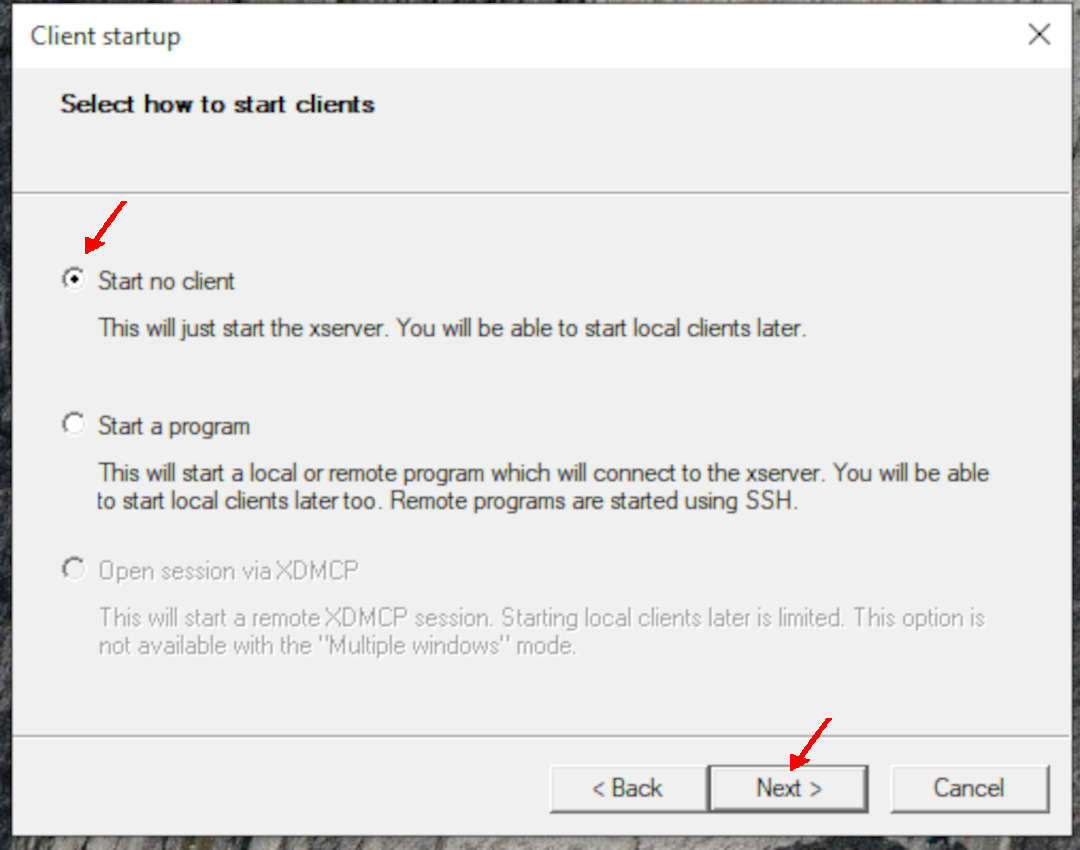 Client startup
Select how to start clients
Start no client
This will just start the xserver. You will be able to start local clients later.
Start a program
This will start a local or remote program which will connect to the xserver. You will be able
to start local clients later too. Remote programs are started using SSH.
Open session via XDMCP
This will start a remote XDMCP session. Starting local clients later is limited. This option is
not available with the "Multiple windows" mode.
< Back
Next >
Cancel